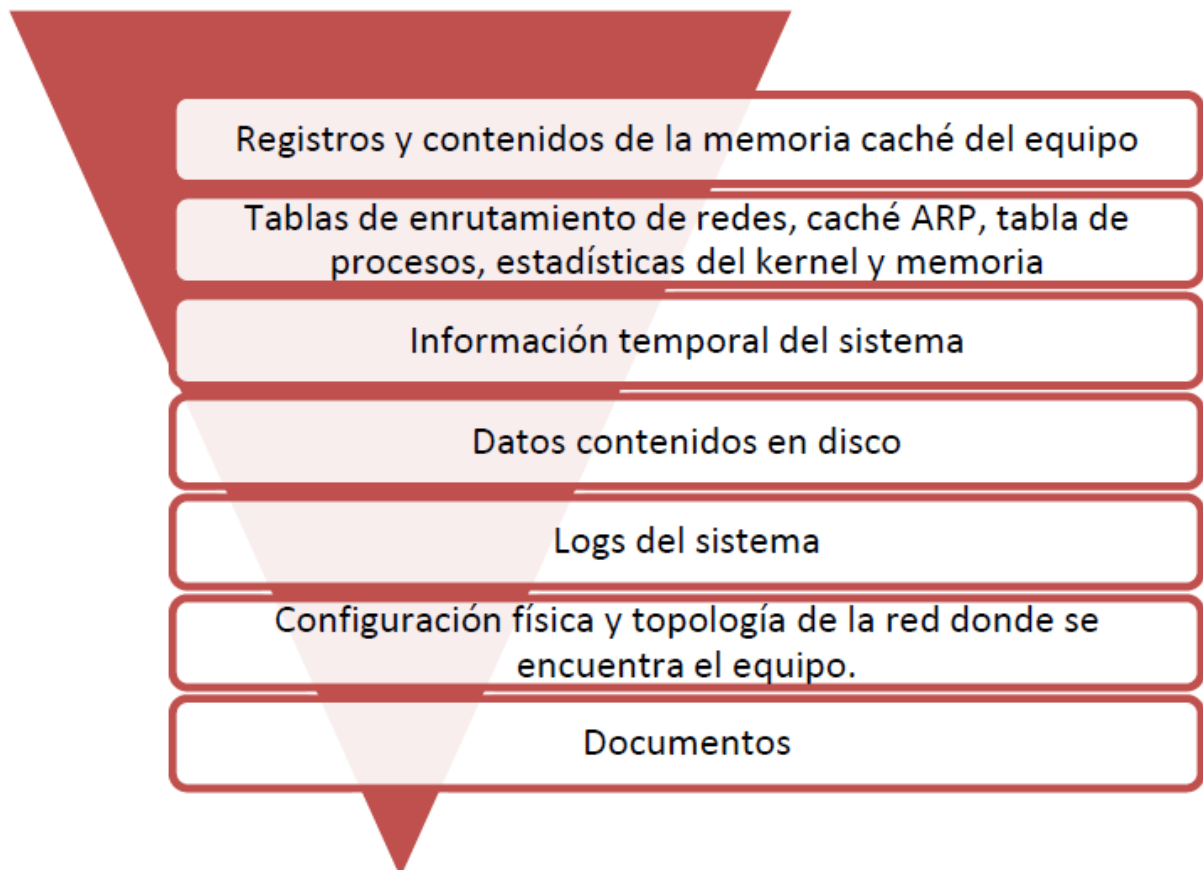 Registros y contenidos de la memoria caché del equipo
Tablas de enrutamiento de redes, caché ARP, tabla de
procesos, estadísticas del kernel y memoria
Información temporal del sistema
Datos contenidos en disco
Logs del sistema
Configuración física y topología de la red donde se
encuentra el equipo.
Documentos